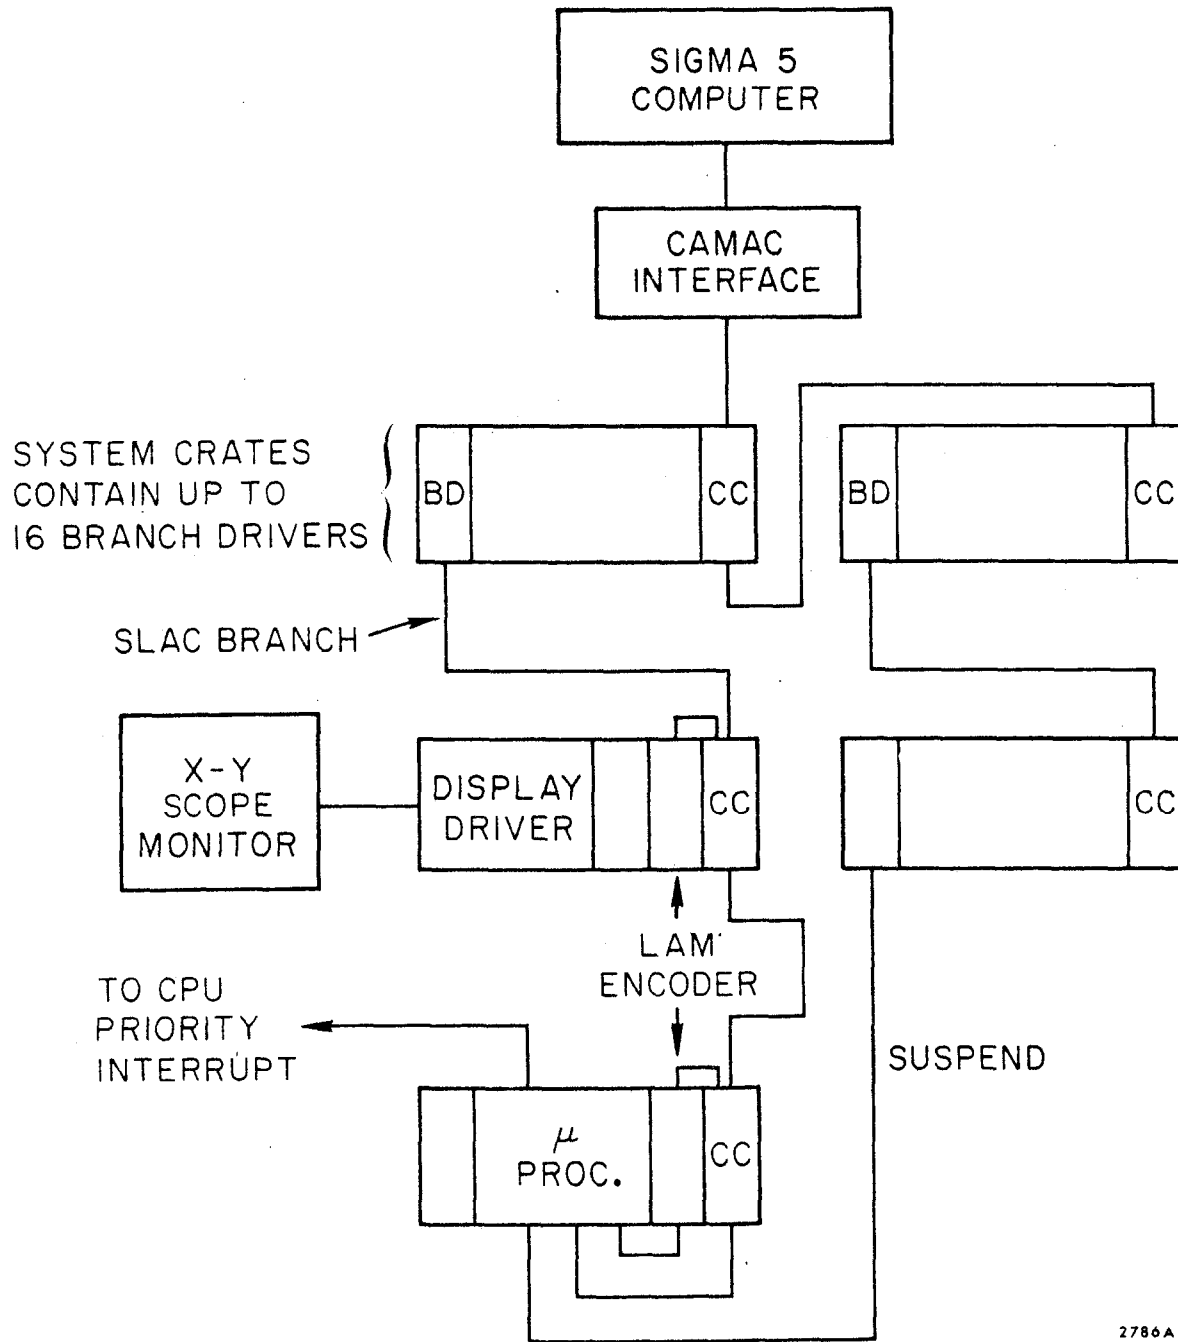 SIGMA 5
COMPUTER
CAMAC
INTERFACE
SYSTEM CRATES
CONTAIN UP TO
16 BRANCH DRIVERS
BD
CC
BD
CC
SLAC BRANCH
X-Y
SCOPE
MONITOR
DISPLAY
DRIVER
CC
CC
LAM
ENCODER
TO CPU
PRIORITY
INTERRUPT
SUSPEND
μ
PROC.
CC
2786A